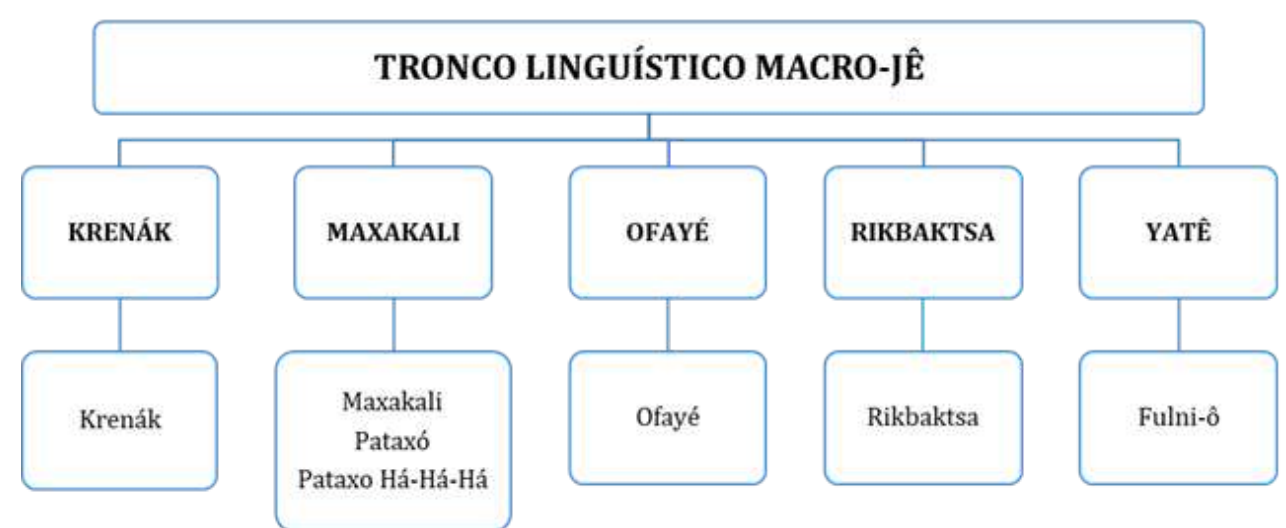 TRONCO LINGUÍSTICO MACRO-JÊ
KRENÁK
MAXAKALI
OFAYÉ
RIKBAKTSA
YATÊ
Krenák
Maxakali
Pataxó
Pataxo Há-Há-Há
Ofayé
Rikbaktsa
Fulni-ô